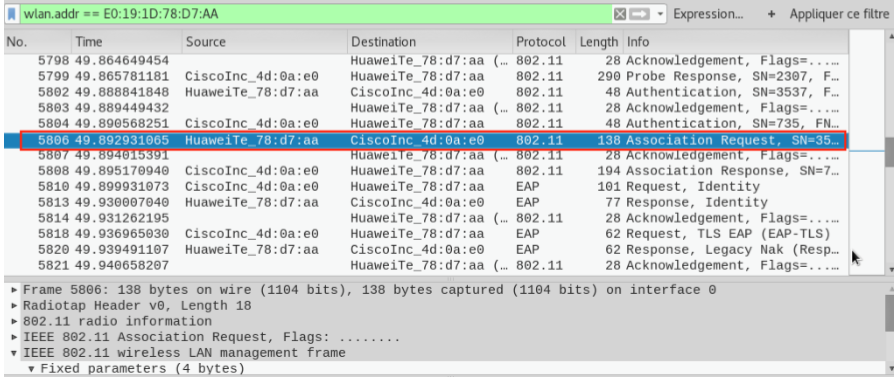 wlan.addr == E0:19:1D:78:D7:AA Expression... + Appliquer ce filtre
No. Time Source Destination Protocol Length Info
5798 49.864649454 HuaweiTe_78:d7:aa (… 802.11 28 Acknowledgement, Flags=...…
5799 49.865781181 CiscoInc_4d:0a:e0 HuaweiTe_78:d7:aa 802.11 290 Probe Response, SN=2307, F…
5802 49.888841848 HuaweiTe_78:d7:aa CiscoInc_4d:0a:e0 802.11 48 Authentication, SN=3537, F…
5803 49.889449432 HuaweiTe_78:d7:aa (… 802.11 28 Acknowledgement, Flags=...…
5804 49.890568251 CiscoInc_4d:0a:e0 HuaweiTe_78:d7:aa 802.11 48 Authentication, SN=735, FN…
5806 49.892931065 HuaweiTe_78:d7:aa CiscoInc_4d:0a:e0 802.11 138 Association Request, SN=35…
5807 49.894015391 HuaweiTe_78:d7:aa (… 802.11 28 Acknowledgement, Flags=...…
5808 49.895170940 CiscoInc_4d:0a:e0 HuaweiTe_78:d7:aa 802.11 194 Association Response, SN=7…
5810 49.899931073 CiscoInc_4d:0a:e0 HuaweiTe_78:d7:aa EAP 101 Request, Identity
5813 49.930007040 HuaweiTe_78:d7:aa CiscoInc_4d:0a:e0 EAP 77 Response, Identity
5814 49.931262195 HuaweiTe_78:d7:aa (… 802.11 28 Acknowledgement, Flags=...…
5818 49.936965030 CiscoInc_4d:0a:e0 HuaweiTe_78:d7:aa EAP 62 Request, TLS EAP (EAP-TLS)
5820 49.939491107 HuaweiTe_78:d7:aa CiscoInc_4d:0a:e0 EAP 62 Response, Legacy Nak (Resp…
5821 49.940658207 HuaweiTe_78:d7:aa (… 802.11 28 Acknowledgement, Flags=...…
Frame 5806: 138 bytes on wire (1104 bits), 138 bytes captured (1104 bits) on interface 0
Radiotap Header v0, Length 18
802.11 radio information
IEEE 802.11 Association Request, Flags: ........
IEEE 802.11 wireless LAN management frame
Fixed parameters (4 bytes)